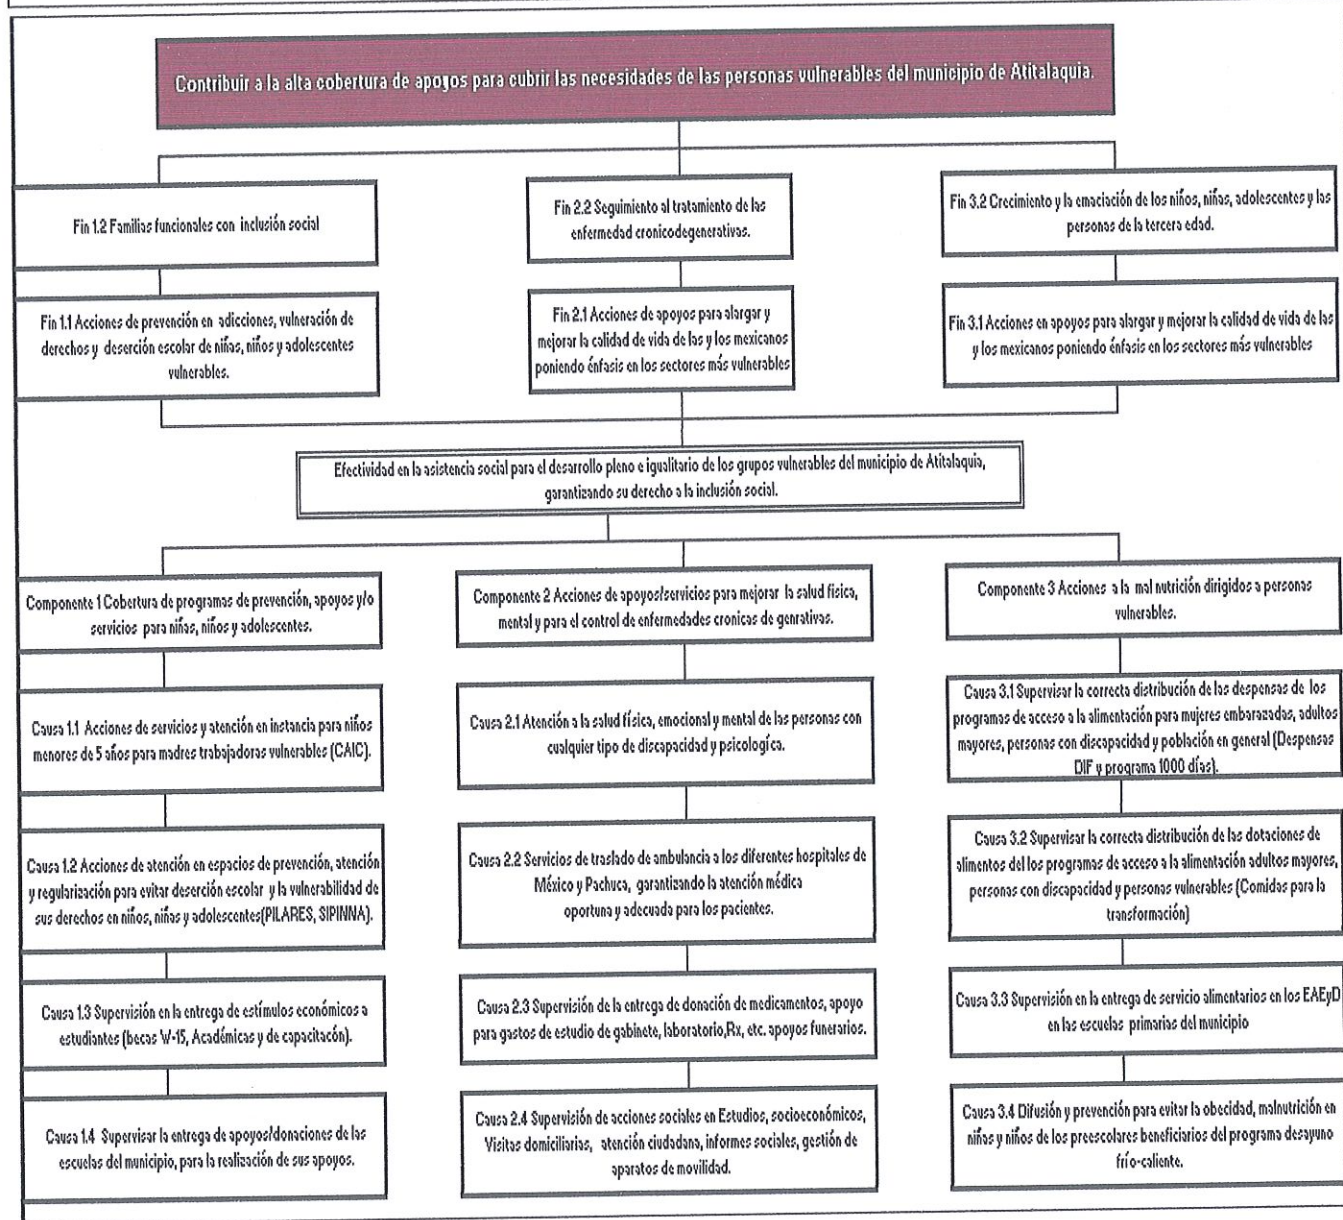 Contribuir a la alta cobertura de apoyos para cubrir las necesidades de las personas vulnerables del municipio de Atitalaquia.
Fin 1.2 Familias funcionales con inclusión social
Fin 2.2 Seguimiento al tratamiento de las
enfermedad cronicodegenerativas.
Fin 3.2 Crecimiento y la emaciación de los niños, niñas, adolescentes y las
personas de la tercera edad.
Fin 1.1 Acciones de prevención en adicciones, vulneración de
derechos y deserción escolar de niñas, niños y adolescentes
vulnerables.
Fin 2.1 Acciones de apoyos para alargar y
mejorar la calidad de vida de las y los mexicanos
poniendo énfasis en los sectores más vulnerables
Fin 3.1 Acciones en apoyos para alargar y mejorar la calidad de vida de las
y los mexicanos poniendo énfasis en los sectores más vulnerables
Efectividad en la asistencia social para el desarrollo pleno e igualitario de los grupos vulnerables del municipio de Atitalaquia,
garantizando su derecho a la inclusión social.
Componente 1 Cobertura de programas de prevención, apoyos y/o
servicios para niñas, niños y adolescentes.
Componente 2 Acciones de apoyos/servicios para mejorar la salud física,
mental y para el control de enfermedades cronicas de genrativas.
Componente 3 Acciones a la mal nutrición dirigidos a personas
vulnerables.
Causa 1.1 Acciones de servicios y atención en instancia para niños
menores de 5 años para madres trabajadoras vulnerables (CAIC).
Causa 2.1 Atención a la salud física, emocional y mental de las personas con
cualquier tipo de discapacidad y psicologíca.
Causa 3.1 Supervisar la correcta distribución de las despensas de los
programas de acceso a la alimentación para mujeres embarazadas, adultos
mayores, personas con discapacidad y población en general (Despensas
DIF y programa 1000 días).
Causa 1.2 Acciones de atención en espacios de prevención, atención
y regularización para evitar deserción escolar y la vulnerabilidad de
sus derechos en niños, niñas y adolescentes(PILARES, SIPINNA).
Causa 2.2 Servicios de traslado de ambulancia a los diferentes hospitales de
México y Pachuca, garantizando la atención médica
oportuna y adecuada para los pacientes.
Causa 3.2 Supervisar la correcta distribución de las dotaciones de
alimentos del los programas de acceso a la alimentación adultos mayores,
personas con discapacidad y personas vulnerables (Comidas para la
transformación)
Causa 1.3 Supervisión en la entrega de estímulos económicos a
estudiantes (becas W-15, Académicas y de capacitacón).
Causa 2.3 Supervisión de la entrega de donación de medicamentos, apoyo
para gastos de estudio de gabinete, laboratorio,Rx, etc. apoyos funerarios.
Causa 3.3 Supervisión en la entrega de servicio alimentarios en los EAEyD
en las escuelas primarias del municipio
Causa 1.4 Supervisar la entrega de apoyos/donaciones de las
escuelas del municipio, para la realización de sus apoyos.
Causa 2.4 Supervisión de acciones sociales en Estudios, socioeconómicos,
Visitas domiciliarias, atención ciudadana, informes sociales, gestión de
aparatos de movilidad.
Causa 3.4 Difusión y prevención para evitar la obecidad, malnutrición en
niñas y niños de los preescolares beneficiarios del programa desayuno
frío-caliente.